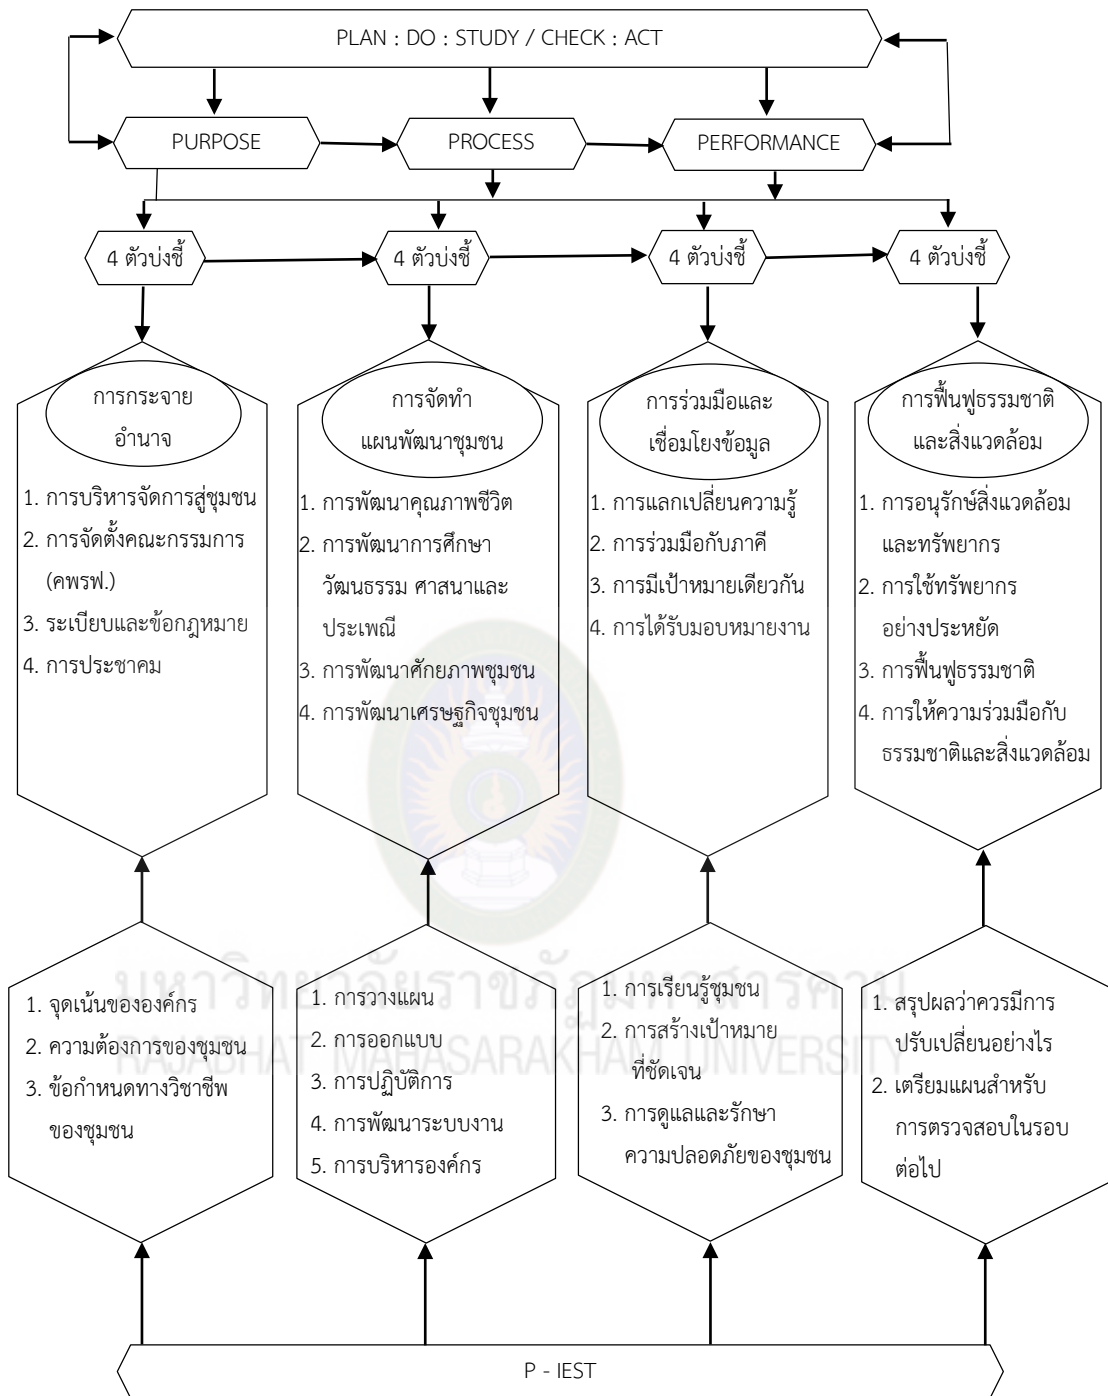 PLAN : DO : STUDY / CHECK : ACT
PURPOSE
PROCESS
PERFORMANCE
4 ตัวบ่งชี้
4 ตัวบ่งชี้
4 ตัวบ่งชี้
4 ตัวบ่งชี้
การกระจาย
อำนาจ
1. การบริหารจัดการสู่ชุมชน
2. การจัดตั้งคณะกรรมการ
(คพรฟ.)
3. ระเบียบและข้อกฎหมาย
4. การประชาคม
การจัดทำ
แผนพัฒนาชุมชน
1. การพัฒนาคุณภาพชีวิต
2. การพัฒนาการศึกษา
วัฒนธรรม ศาสนาและ
ประเพณี
3. การพัฒนาศักยภาพชุมชน
4. การพัฒนาเศรษฐกิจชุมชน
การร่วมมือและ
เชื่อมโยงข้อมูล
1. การแลกเปลี่ยนความรู้
2. การร่วมมือกับภาคี
3. การมีเป้าหมายเดียวกัน
4. การได้รับมอบหมายงาน
การฟื้นฟูธรรมชาติ
และสิ่งแวดล้อม
1. การอนุรักษ์สิ่งแวดล้อม
และทรัพยากร
2. การใช้ทรัพยากร
อย่างประหยัด
3. การฟื้นฟูธรรมชาติ
4. การให้ความร่วมมือกับ
ธรรมชาติและสิ่งแวดล้อม
มหาวิทยาลัยราชภัฏมหาสารคาม
RAJABHAT MAHASARAKHAM UNIVERSITY
1. จุดเน้นขององค์กร
2. ความต้องการของชุมชน
3. ข้อกำหนดทางวิชาชีพ
ของชุมชน
1. การวางแผน
2. การออกแบบ
3. การปฏิบัติการ
4. การพัฒนาระบบงาน
5. การบริหารองค์กร
1. การเรียนรู้ชุมชน
2. การสร้างเป้าหมาย
ที่ชัดเจน
3. การดูแลและรักษา
ความปลอดภัยของชุมชน
1. สรุปผลว่าควรมีการ
ปรับเปลี่ยนอย่างไร
2. เตรียมแผนสำหรับ
การตรวจสอบในรอบ
ต่อไป
P - IEST